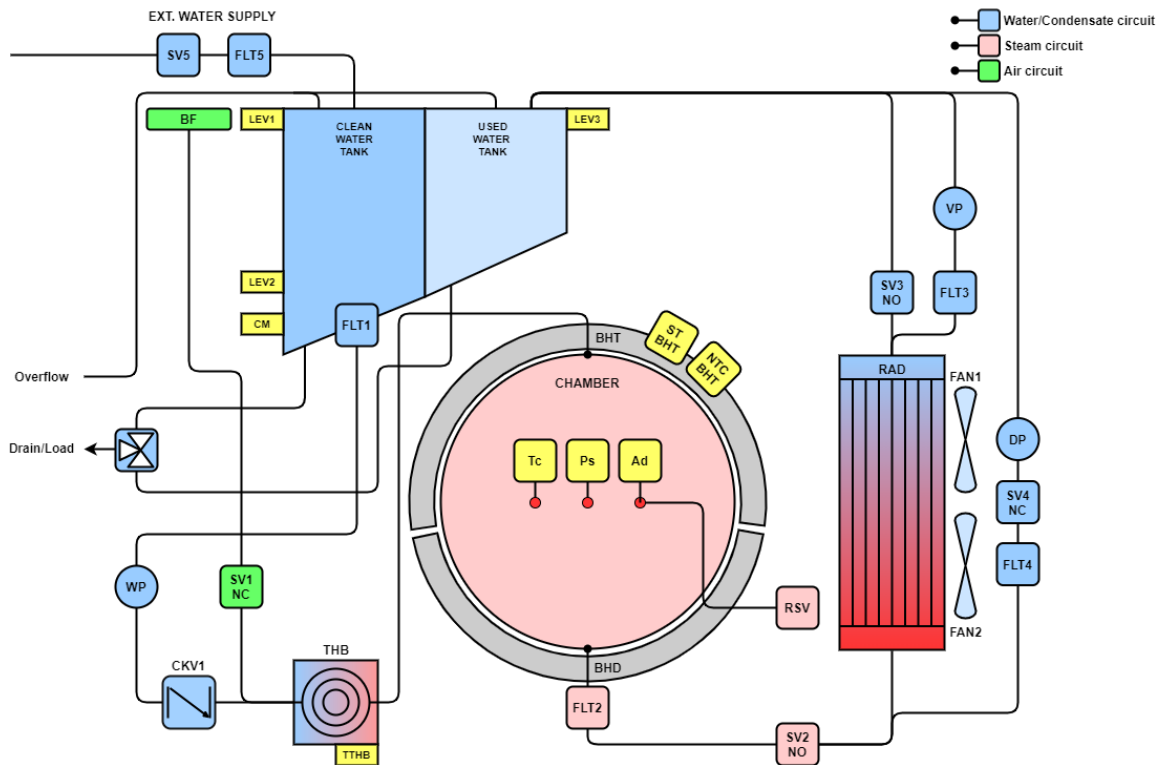 EXT. WATER SUPPLY
Water/Condensate circuit
Steam circuit
Air circuit
SV5
FLT5
BF
LEV1
CLEAN
WATER
TANK
USED
WATER
TANK
LEV3
VP
LEV2
CM
FLT1
SV3
NO
FLT3
BHT
ST
BHT
NTC
BHT
Overflow
CHAMBER
RAD
FAN1
Drain/Load
Tc
Ps
Ad
DP
SV4
NC
WP
SV1
NC
FLT4
RSV
FAN2
THB
CKV1
BHD
FLT2
SV2
NO
TTHB